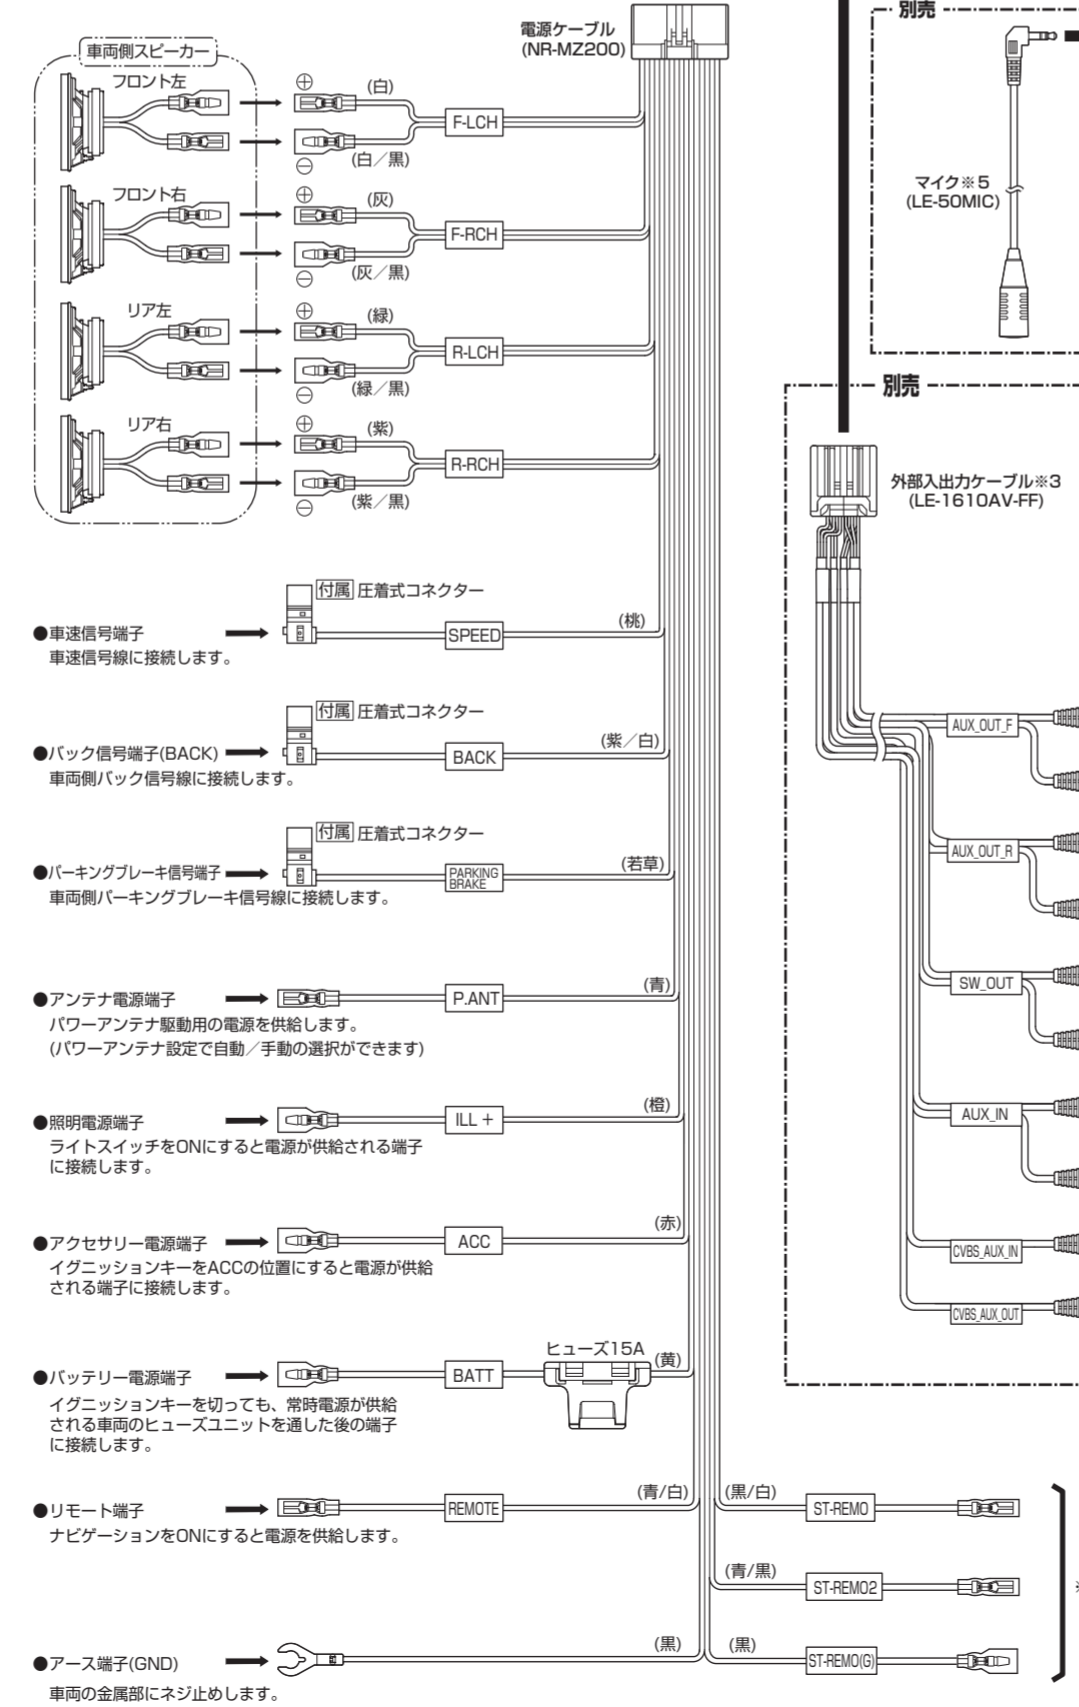 電源ケーブル
(NR-MZ200)
車両側スピーカー
フロント左
⊕
(白)
F-LCH
(白／黒)
⊖
フロント右
⊕
(灰)
F-RCH
(灰／黒)
⊖
リア左
⊕
(緑)
R-LCH
(緑／黒)
⊖
リア右
⊕
(紫)
R-RCH
(紫／黒)
⊖
付属 圧着式コネクター
●車速信号端子
SPEED
(桃)
車速信号線に接続します。
付属 圧着式コネクター
●バック信号端子(BACK)
BACK
(紫／白)
車両側バック信号線に接続します。
付属 圧着式コネクター
●パーキングブレーキ信号端子
PARKING
BRAKE
(若草)
車両側パーキングブレーキ信号線に接続します。
●アンテナ電源端子
P.ANT
(青)
パワーアンテナ駆動用の電源を供給します。
(パワーアンテナ設定で自動／手動の選択ができます)
●照明電源端子
ILL +
(橙)
ライトスイッチをONにすると電源が供給される端子
に接続します。
●アクセサリー電源端子
ACC
(赤)
イグニッションキーをACCの位置にすると電源が供給
される端子に接続します。
●バッテリー電源端子
BATT
ヒューズ15A
(黄)
イグニッションキーを切っても、常時電源が供給
される車両のヒューズユニットを通した後の端子
に接続します。
●リモート端子
REMOTE
(青/白)
ナビゲーションをONにすると電源を供給します。
●アース端子(GND)
(黒)
車両の金属部にネジ止めします。
(黒/白)
ST-REMO
(青/黒)
ST-REMO2
(黒)
ST-REMO(G)
別売
マイク※5
(LE-50MIC)
別売
外部入出力ケーブル※3
(LE-1610AV-FF)
AUX_OUT_F
AUX_OUT_R
SW_OUT
AUX_IN
CVBS_AUX_IN
CVBS_AUX_OUT